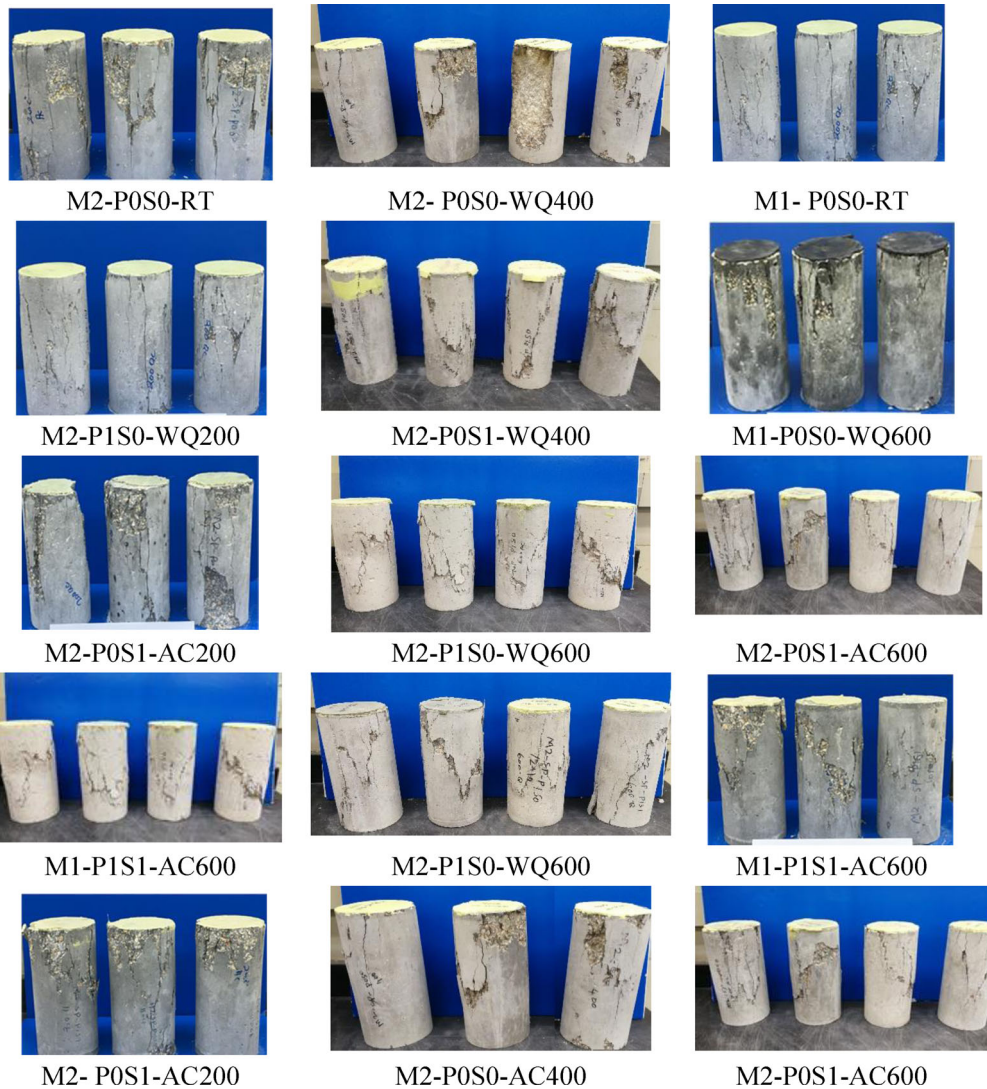 M2-P0S0-RT
M2- P0S0-WQ400
M1- P0S0-RT
M2-P1S0-WQ200
M2-P0S1-WQ400
M1-P0S0-WQ600
M2-P0S1-AC200
M2-P1S0-WQ600
M2-P0S1-AC600
M1-P1S1-AC600
M2-P1S0-WQ600
M1-P1S1-AC600
M2- P0S1-AC200
M2-P0S0-AC400
M2-P0S1-AC600